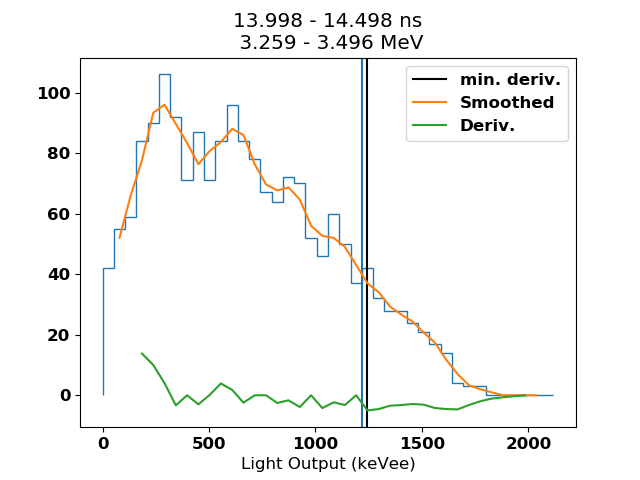 13.998 - 14.498 ns
3.259 - 3.496 MeV
min. deriv.
Smoothed
Deriv.
100
80
60
40
20
0
0 500 1000 1500 2000
Light Output (keVee)